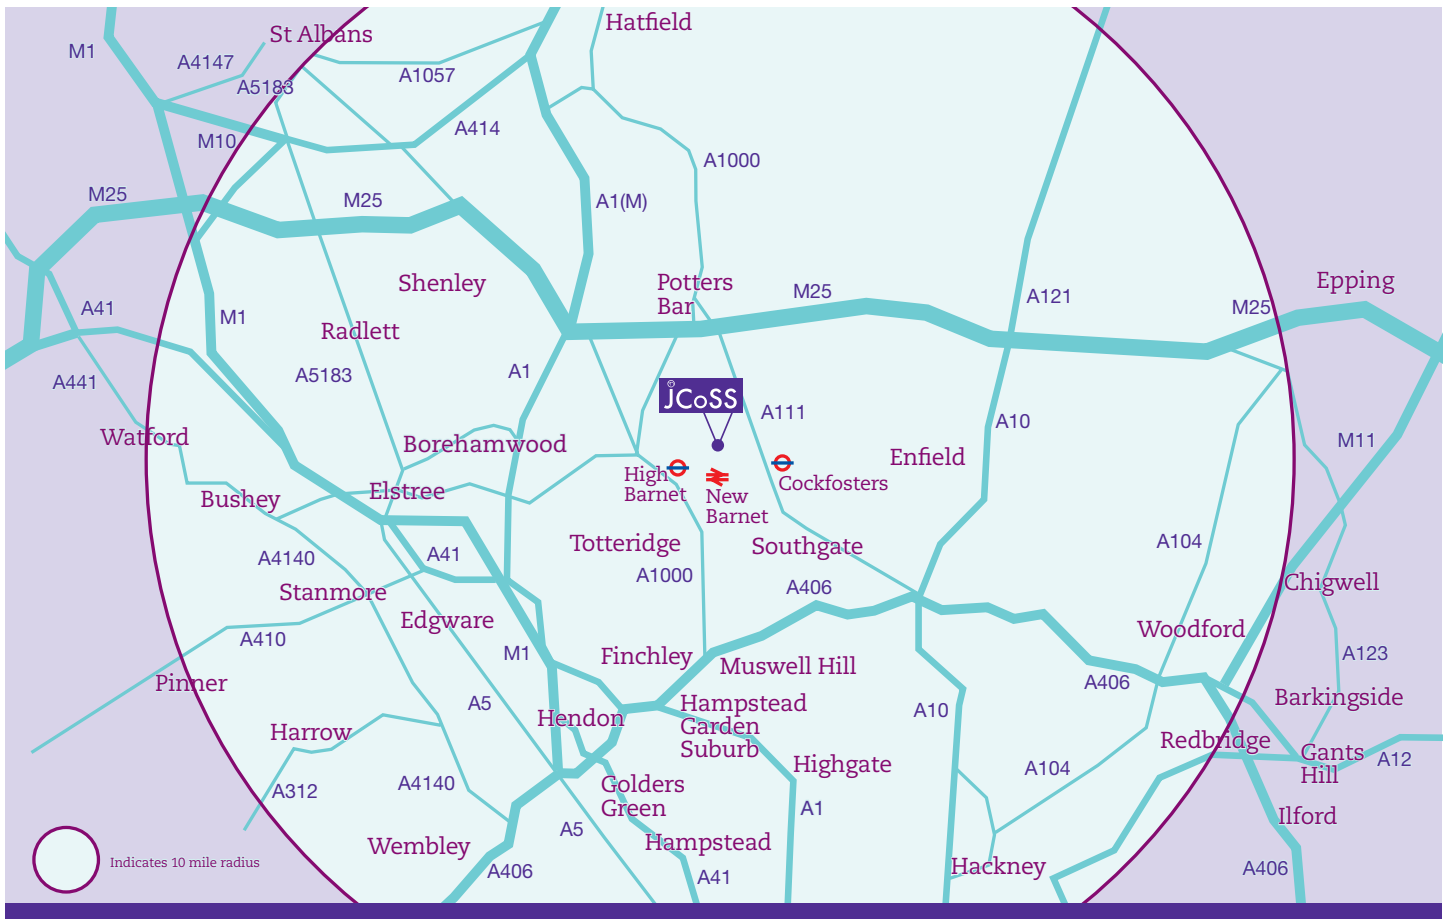 Hatfield
St Albans
M1
A4147
A1057
A5183
A414
M10
A1000
M25
M25
A1(M)
Shenley
Potters
Bar
M25
A121
Epping
M25
A41
M1
Radlett
A5183
A1
A441
JCoSS
A111
A10
M11
Watford
Borehamwood
Enfield
High
Barnet
New
Barnet
Cockfosters
Bushey
Elstree
A4140
A41
Totteridge
Southgate
A104
A1000
A406
Stanmore
Chigwell
Edgware
A410
M1
Finchley
Muswell Hill
Woodford
A123
Pinner
A406
Barkingside
A5
Hendon
Hampstead
Garden
Suburb
A10
Harrow
Redbridge
Gants
Hill
A12
Highgate
A104
A312
A4140
Golders
Green
A1
A5
Ilford
Wembley
Hampstead
Hackney
A406
A41
A406
Indicates 10 mile radius